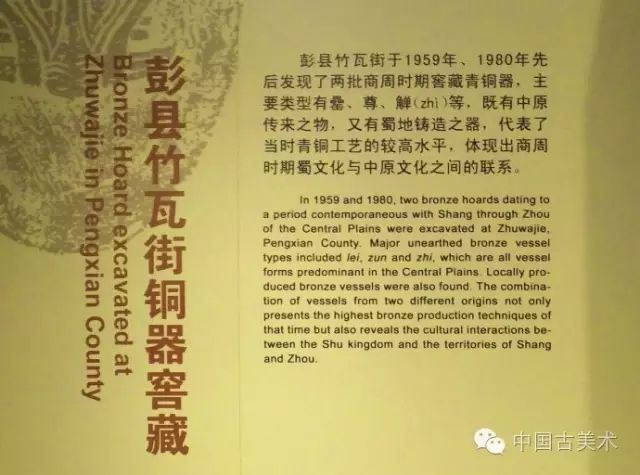 彭县竹瓦街铜器窖藏
Bronze Hoard excavated at
Zhuwajie in Pengxian County
彭县竹瓦街于1959年、1980年先
后发现了两批商周时期窖藏青铜器，主
要类型有罍、尊、觯(zhì)等，既有中原
传来之物，又有蜀地铸造之器，代表了
当时青铜工艺的较高水平，体现出商周
时期蜀文化与中原文化之间的联系。
In 1959 and 1980, two bronze hoards dating to
a period contemporaneous with Shang through Zhou
of the Central Plains were excavated at Zhuwajie,
Pengxian County. Major unearthed bronze vessel
types included lei, zun and zhi, which are all vessel
forms predominant in the Central Plains. Locally pro-
duced bronze vessels were also found. The combina-
tion of vessels from two different origins not only
presents the highest bronze production techniques of
that time but also reveals the cultural interactions be-
tween the Shu kingdom and the territories of Shang
and Zhou.
中国古美术